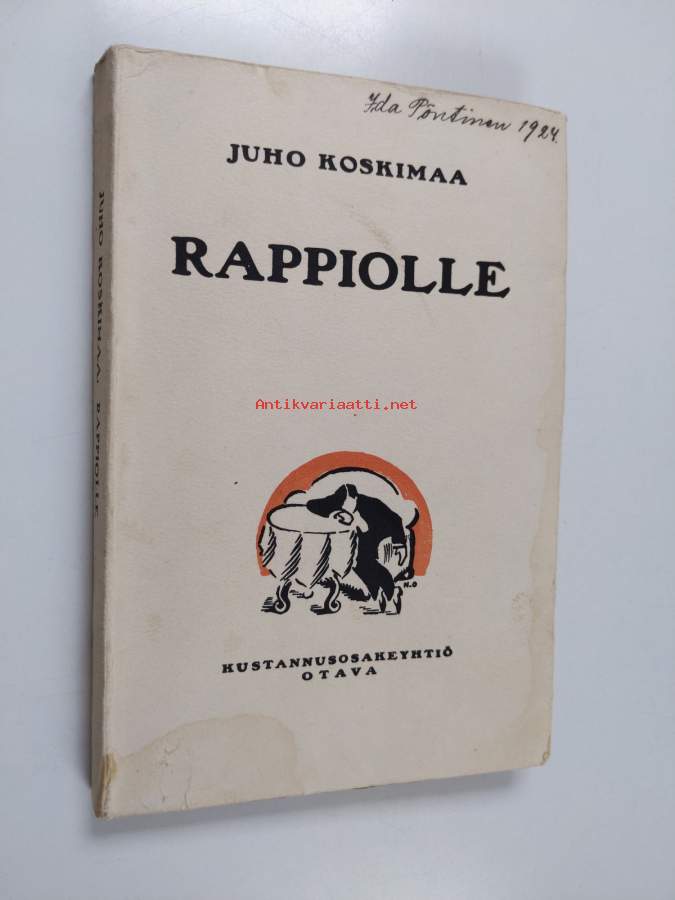 Ida Pöntinen 1924.
JUHO KOSKIMAA
RAPPIOLLE
Antikvariaatti.net
H.O
KUSTANNUSOSAKEYHTIÖ
OTAVA
JUHO KOSKIMAA: RAPPIOLLE